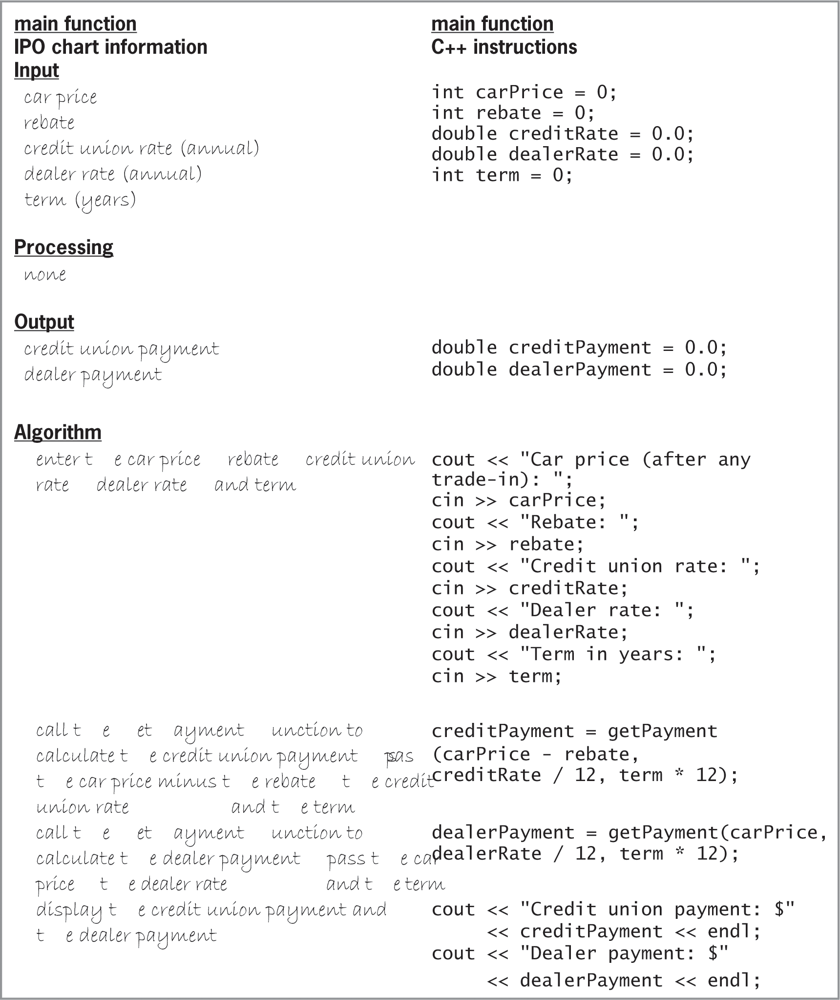 main function
IPO chart information
Input
car price
rebate
credit union rate (annual)
dealer rate (annual)
term (years)
Processing
none
Output
credit union payment
dealer payment
Algorithm
enter t e car price rebate credit union
rate dealer rate and term
call t e et ayment unction to
calculate t e credit union payment pas
t e car price minus t e rebate t e credit
union rate and t e term
call t e et ayment unction to
calculate t e dealer payment pass t e car
price t e dealer rate and t e term
display t e credit union payment and
t e dealer payment
main function
C++ instructions
int carPrice = 0;
int rebate = 0;
double creditRate = 0.0;
double dealerRate = 0.0;
int term = 0;
double creditPayment = 0.0;
double dealerPayment = 0.0;
cout << "Car price (after any
trade-in): ";
cin >> carPrice;
cout << "Rebate: ";
cin >> rebate;
cout << "Credit union rate: ";
cin >> creditRate;
cout << "Dealer rate: ";
cin >> dealerRate;
cout << "Term in years: ";
cin >> term;
creditPayment = getPayment
(carPrice - rebate,
creditRate / 12, term * 12);
dealerPayment = getPayment(carPrice,
dealerRate / 12, term * 12);
cout << "Credit union payment: $"
<< creditPayment << endl;
cout << "Dealer payment: $"
<< dealerPayment << endl;